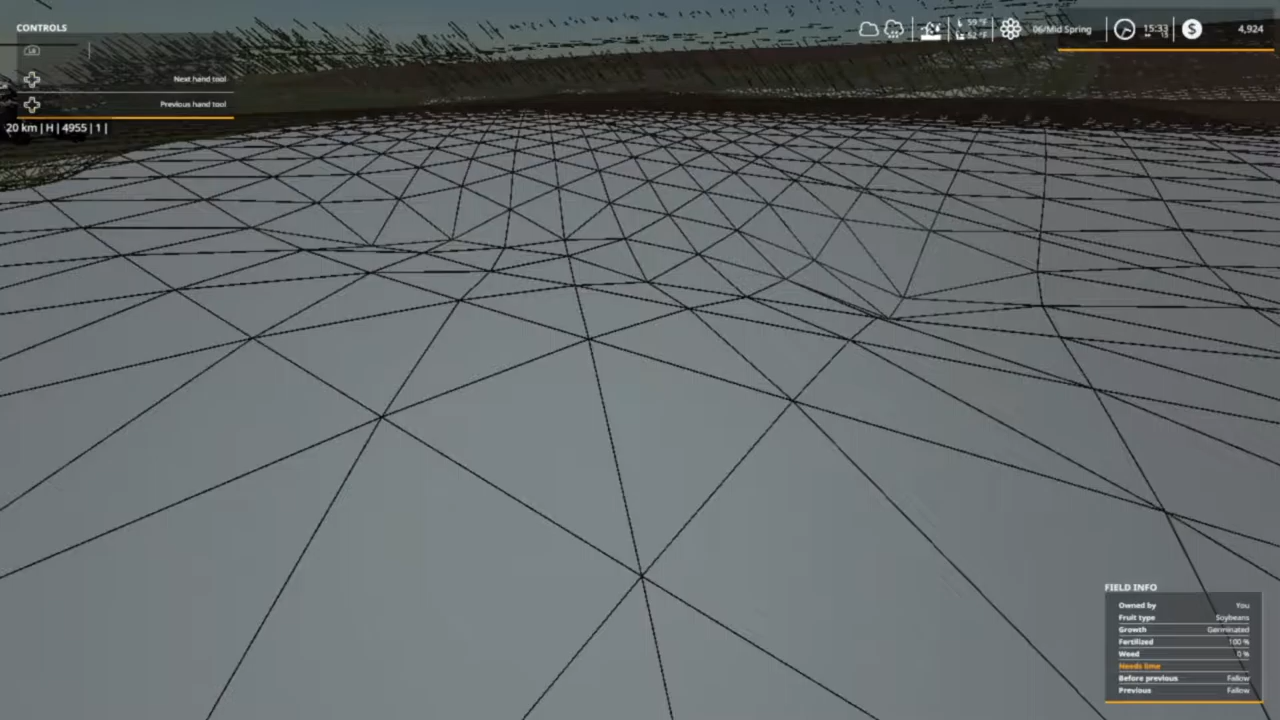 CONTROLS
Next hand tool
Previous hand tool
20 km | H | 4955 | 1 |
59 °F
52 °F
06/Mid Spring
15:33
4,924
FIELD INFO
Owned by You
Fruit type Soybeans
Growth Germinated
Fertilized 100 %
Weed 0 %
Needs lime
Before previous Fallow
Previous Fallow